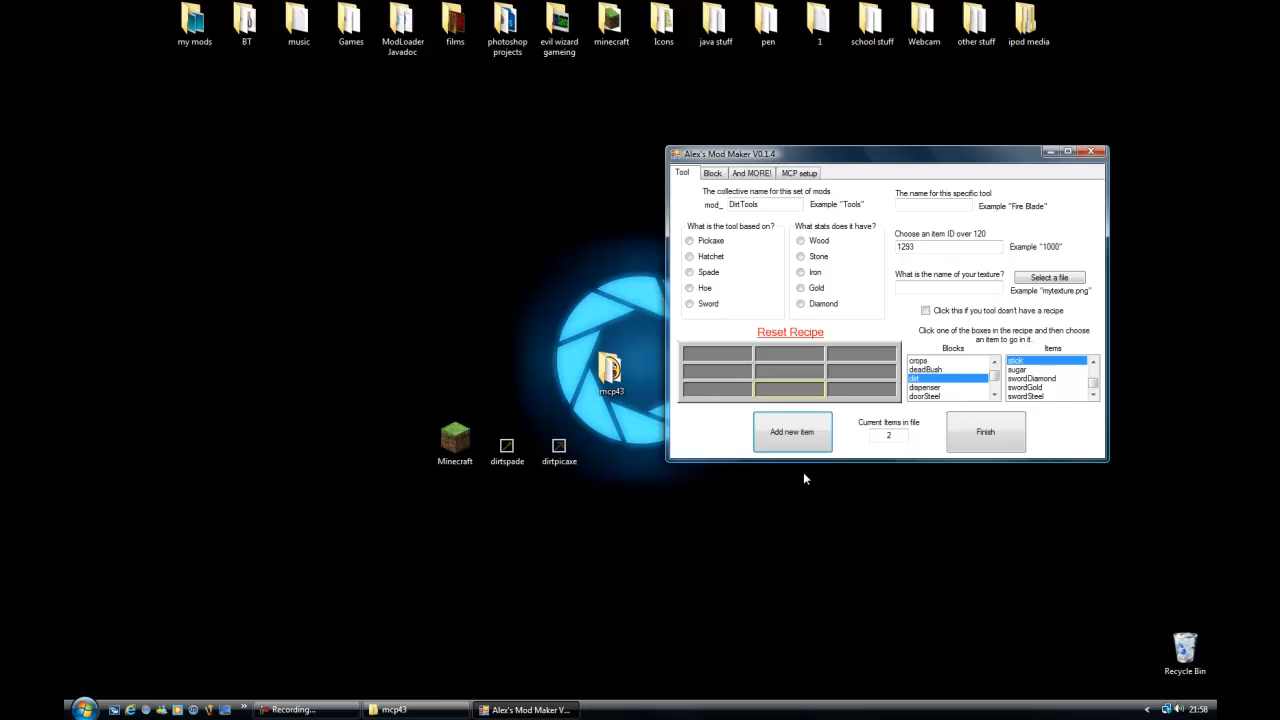 my mods
BT
music
Games
ModLoader
Javadoc
films
photoshop
projects
evil wizard
gameing
minecraft
Icons
java stuff
pen
1
school stuff
Webcam
other stuff
ipod media
Alex's Mod Maker V0.1.4
Tool
Block
And MORE!
MCP setup
The collective name for this set of mods
mod_
DirtTools
Example "Tools"
The name for this specific tool
Example "Fire Blade"
What is the tool based on?
Pickaxe
Hatchet
Spade
Hoe
Sword
What stats does it have?
Wood
Stone
Iron
Gold
Diamond
Choose an item ID over 120
1293
Example "1000"
What is the name of your texture?
Select a file
Example "mytexture.png"
Click this if you tool don't have a recipe
Reset Recipe
Click one of the boxes in the recipe and then choose
an item to go in it.
Blocks
crops
deadBush
dirt
dispenser
doorSteel
Items
stick
sugar
swordDiamond
swordGold
swordSteel
Add new item
Current Items in file
2
Finish
mcp43
Minecraft
dirtspade
dirtpicaxe
Recycle Bin
Recording...
mcp43
Alex's Mod Maker V...
21:58